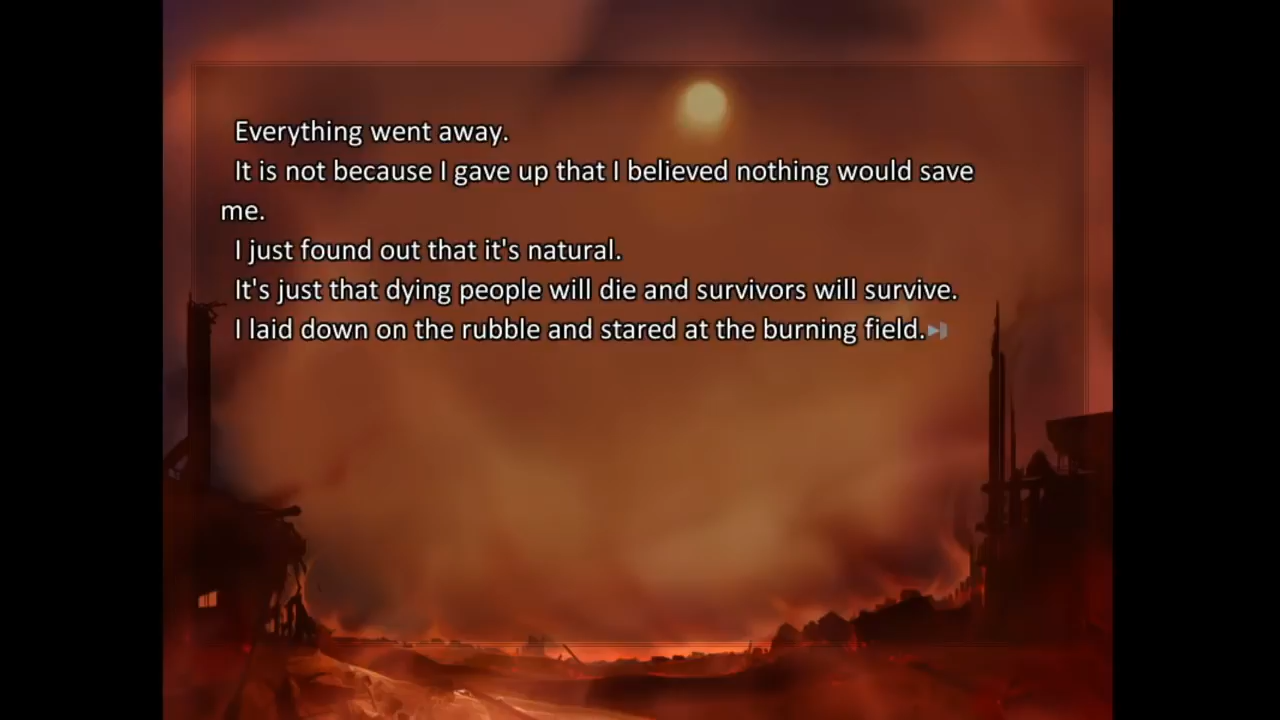 Everything went away.
It is not because I gave up that I believed nothing would save
me.
I just found out that it's natural.
It's just that dying people will die and survivors will survive.
I laid down on the rubble and stared at the burning field.